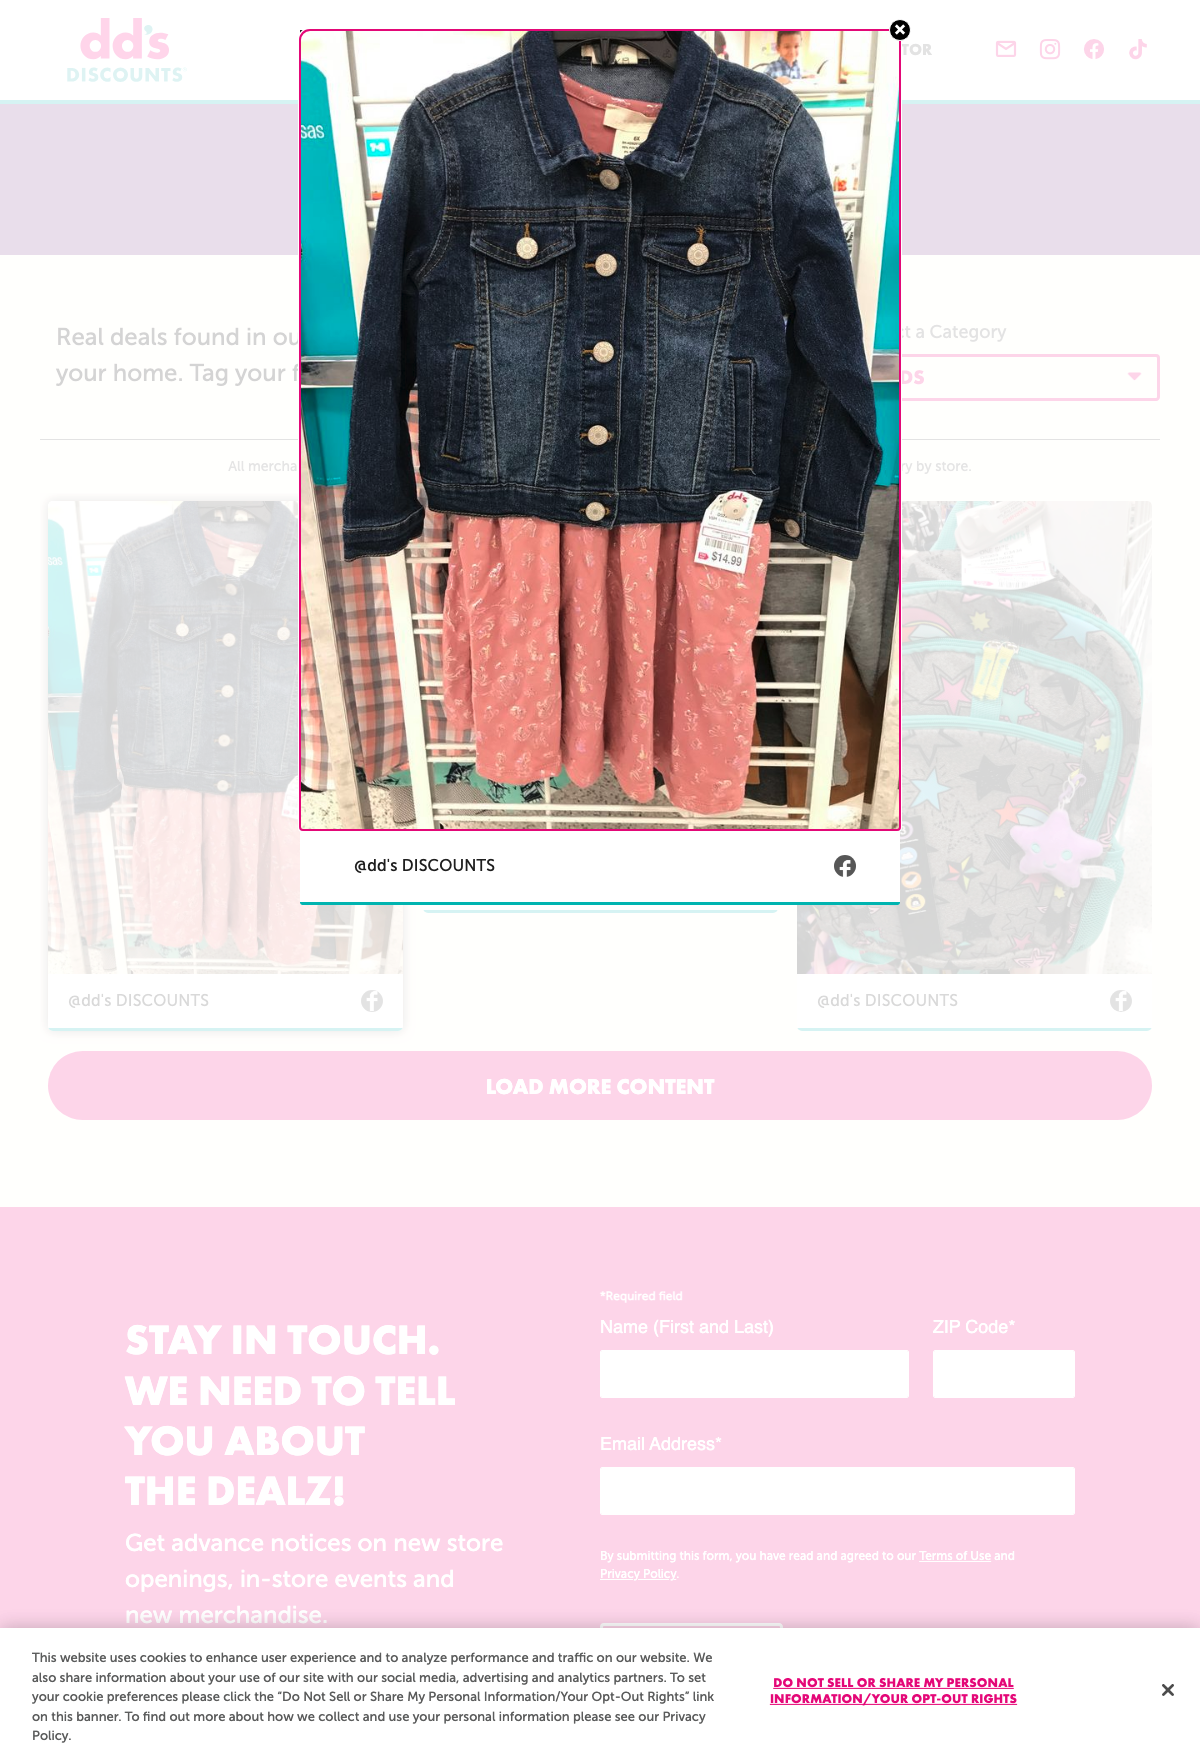 dd's
DISCOUNTS
TOR
sas
6X
dd's
$14.99
Real deals found in ou
your home. Tag your f
t a Category
DS
All mercha
ry by store.
@dd's DISCOUNTS
@dd's DISCOUNTS
@dd's DISCOUNTS
LOAD MORE CONTENT
STAY IN TOUCH.
WE NEED TO TELL
YOU ABOUT
THE DEALZ!
Get advance notices on new store
openings, in-store events and
new merchandise.
*Required field
Name (First and Last)
ZIP Code*
Email Address*
By submitting this form, you have read and agreed to our Terms of Use and
Privacy Policy.
This website uses cookies to enhance user experience and to analyze performance and traffic on our website. We
also share information about your use of our site with our social media, advertising and analytics partners. To set
your cookie preferences please click the “Do Not Sell or Share My Personal Information/Your Opt-Out Rights” link
on this banner. To find out more about how we collect and use your personal information please see our Privacy
Policy.
DO NOT SELL OR SHARE MY PERSONAL
INFORMATION/YOUR OPT-OUT RIGHTS